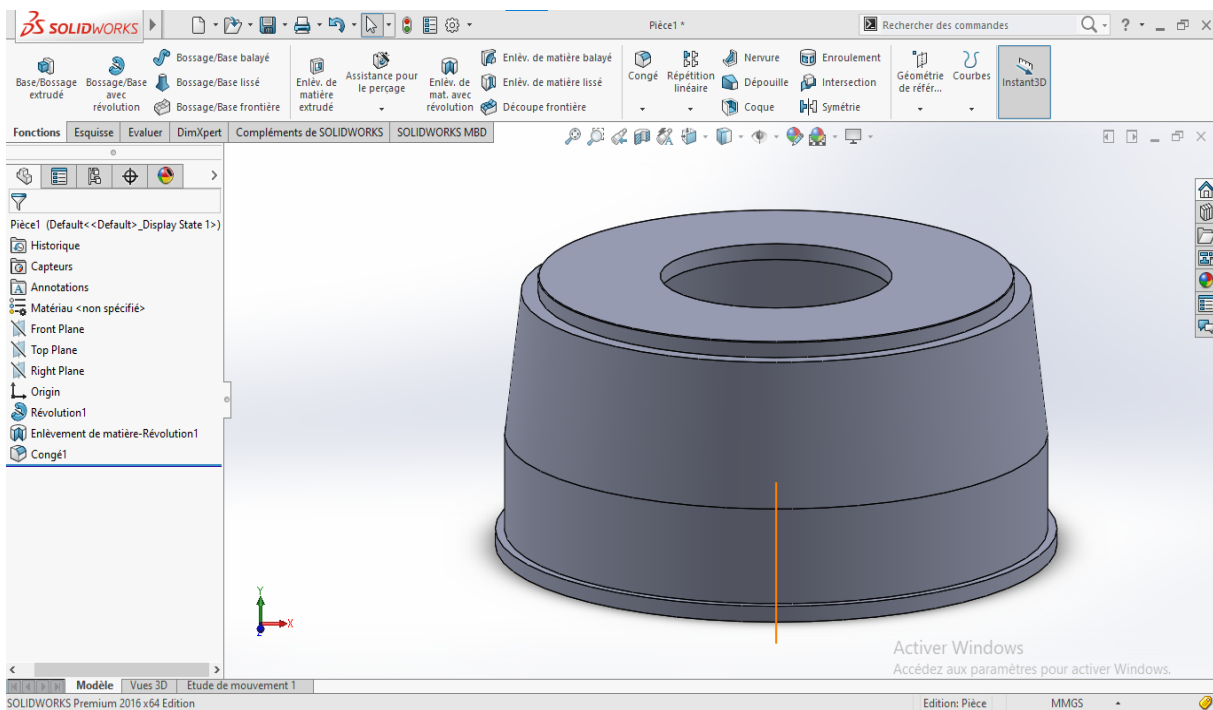 SOLIDWORKS
Pièce1 *
Rechercher des commandes
Base/Bossage extrudé
Bossage/Base avec révolution
Bossage/Base balayé
Bossage/Base lissé
Bossage/Base frontière
Enlèv. de matière extrudé
Assistance pour le perçage
Enlèv. de mat. avec révolution
Enlèv. de matière balayé
Enlèv. de matière lissé
Découpe frontière
Congé
Répétition linéaire
Nervure
Dépouille
Coque
Enroulement
Intersection
Symétrie
Géométrie de référ...
Courbes
Instant3D
Fonctions
Esquisse
Evaluer
DimXpert
Compléments de SOLIDWORKS
SOLIDWORKS MBD
Pièce1 (Default<<Default>_Display State 1>)
Historique
Capteurs
Annotations
Matériau <non spécifié>
Front Plane
Top Plane
Right Plane
Origin
Révolution1
Enlèvement de matière-Révolution1
Congé1
Y
X
Z
Activer Windows
Accédez aux paramètres pour activer Windows.
Modèle
Vues 3D
Etude de mouvement 1
SOLIDWORKS Premium 2016 x64 Edition
Edition: Pièce
MMGS